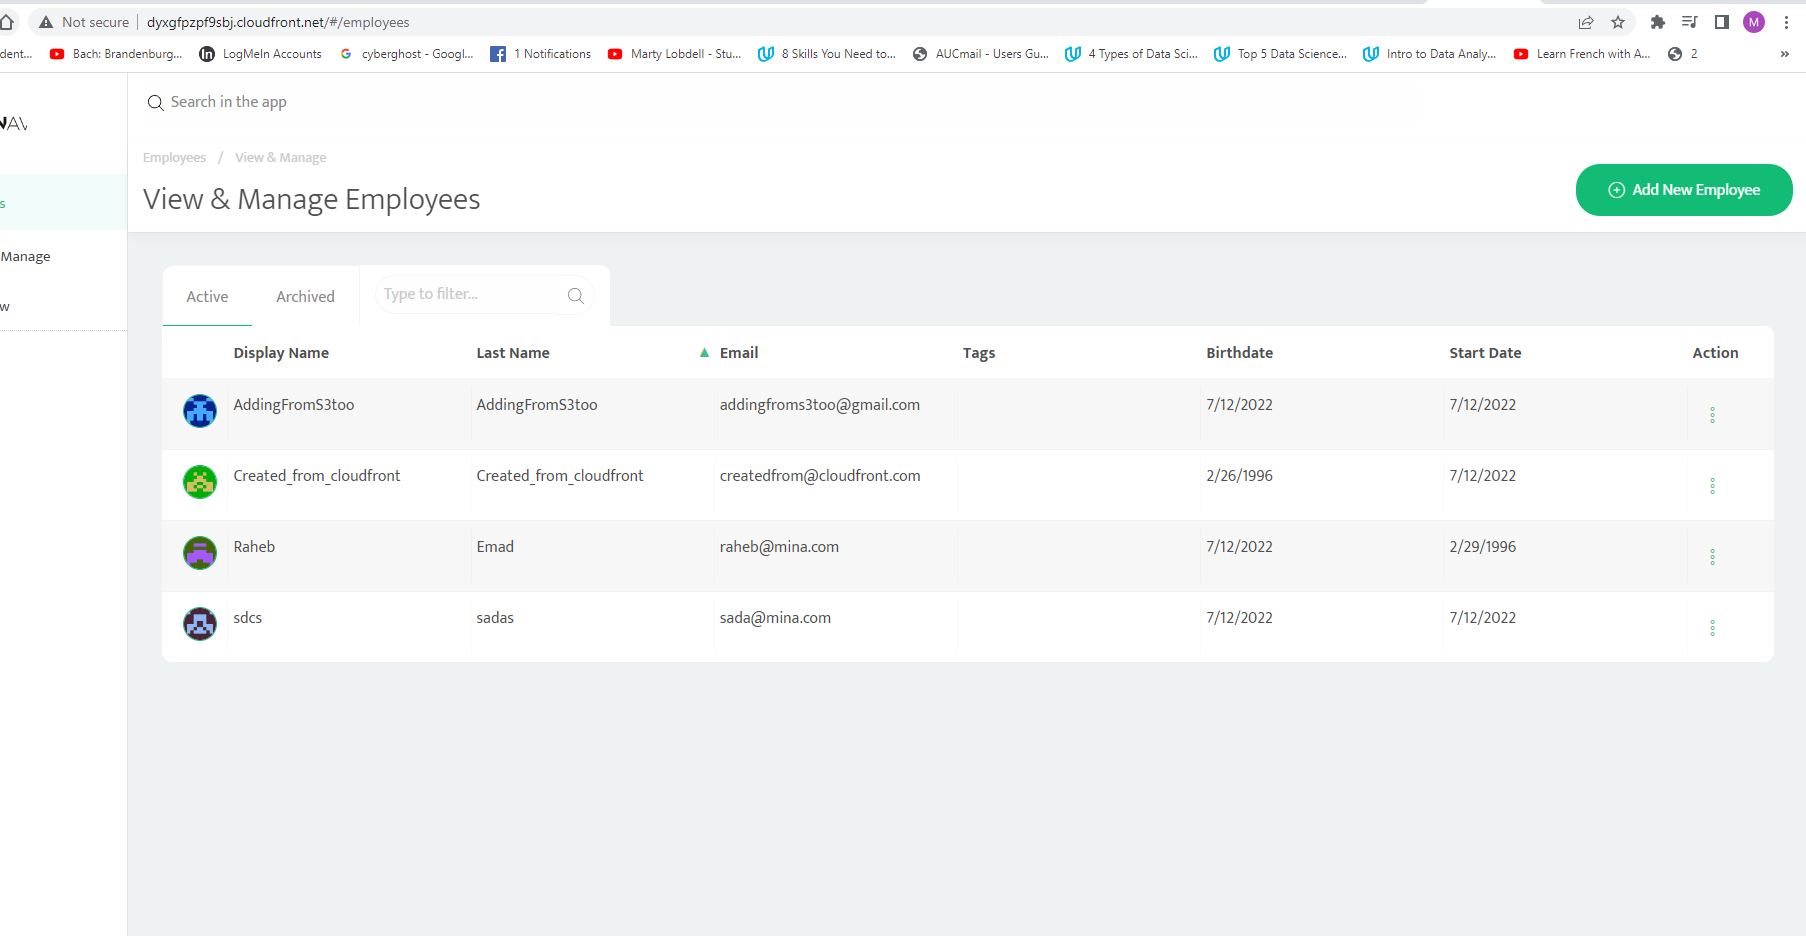 Not secure dyxgfpzpf9sbj.cloudfront.net/#/employees M
dent... Bach: Brandenburg... In LogMeIn Accounts cyberghost - Googl... 1 Notifications Marty Lobdell - Stu... 8 Skills You Need to... AUCmail - Users Gu... 4 Types of Data Sci... Top 5 Data Science... Intro to Data Analy... Learn French with A... 2 »
Search in the app
NAV
Employees / View & Manage
View & Manage Employees
Add New Employee
s
Manage
w
Active Archived Type to filter...
Display Name Last Name ▲ Email Tags Birthdate Start Date Action
AddingFromS3too AddingFromS3too addingfroms3too@gmail.com 7/12/2022 7/12/2022
Created_from_cloudfront Created_from_cloudfront createdfrom@cloudfront.com 2/26/1996 7/12/2022
Raheb Emad raheb@mina.com 7/12/2022 2/29/1996
sdcs sadas sada@mina.com 7/12/2022 7/12/2022